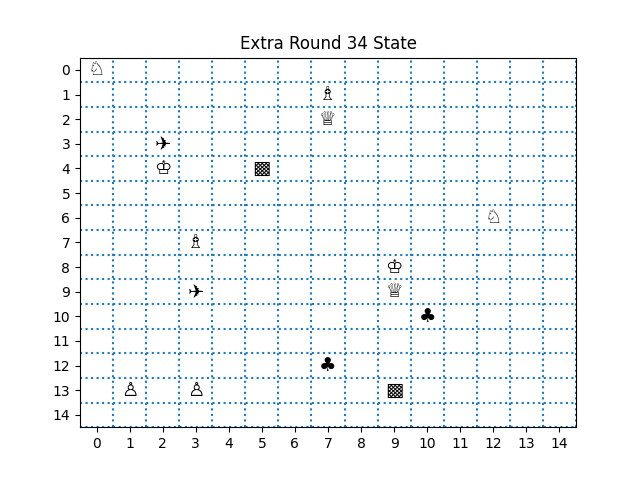 Extra Round 34 State
0 ♘
1 ♗
2 ♕
3 ✈
4 ♔ ▩
5
6 ♘
7 ♗
8 ♔
9 ✈ ♕
10 ♣
11
12 ♣
13 ♙ ♙ ▩
14
0 1 2 3 4 5 6 7 8 9 10 11 12 13 14